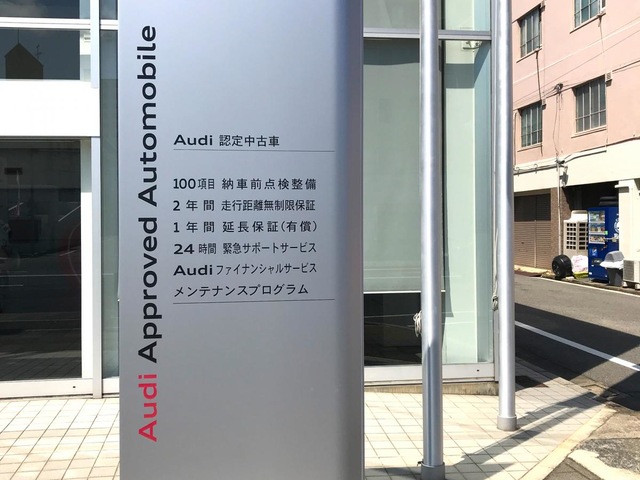 Audi Approved Automobile
Audi 認定中古車
100項目 納車前点検整備
2年間 走行距離無制限保証
1年間 延長保証(有償)
24時間 緊急サポートサービス
Audi ファイナンシャルサービス
メンテナンスプログラム